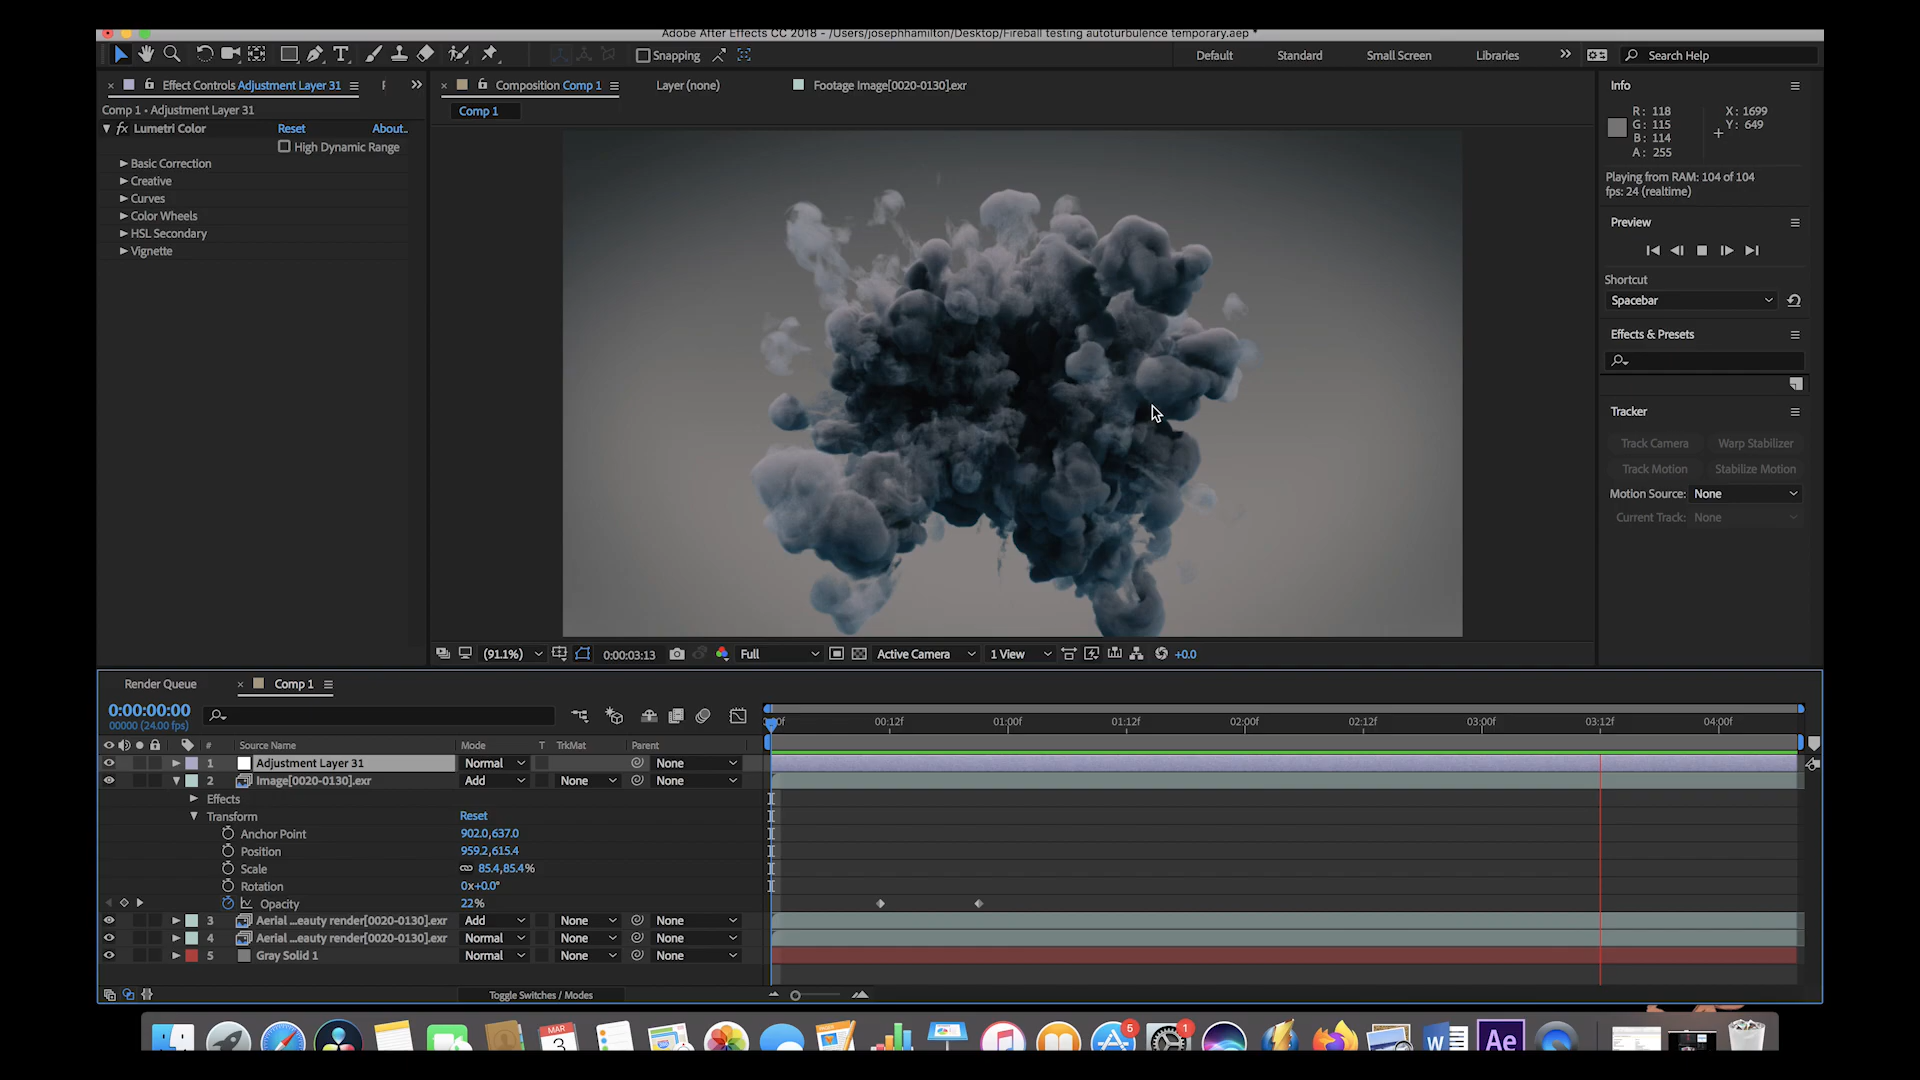 Adobe After Effects CC 2018 - /Users/josephhamilton/Desktop/Fireball testing autoturbulence temporary.aep *
Snapping
Default
Standard
Small Screen
Libraries
Search Help
Effect Controls Adjustment Layer 31
Composition Comp 1
Layer (none)
Footage Image[0020-0130].exr
Info
Comp 1 • Adjustment Layer 31
Comp 1
fx Lumetri Color
Reset
About..
High Dynamic Range
Basic Correction
Creative
Curves
Color Wheels
HSL Secondary
Vignette
R: 118
G: 115
B: 114
A: 255
X: 1699
Y: 649
Playing from RAM: 104 of 104
fps: 24 (realtime)
Preview
Shortcut
Spacebar
Effects & Presets
Tracker
Track Camera
Warp Stabilizer
Track Motion
Stabilize Motion
Motion Source: None
Current Track: None
(91.1%)
0:00:03:13
Full
Active Camera
1 View
+0.0
Render Queue
Comp 1
0:00:00:00
00000 (24.00 fps)
00:12f
01:00f
01:12f
02:00f
02:12f
03:00f
03:12f
04:00f
# Source Name Mode T TrkMat Parent
1 Adjustment Layer 31 Normal None
2 Image[0020-0130].exr Add None None
Effects
Transform Reset
Anchor Point 902.0,637.0
Position 959.2,615.4
Scale 85.4,85.4%
Rotation 0x+0.0°
Opacity 22%
3 Aerial ...eauty render[0020-0130].exr Add None None
4 Aerial ...eauty render[0020-0130].exr Normal None None
5 Gray Solid 1 Normal None None
Toggle Switches / Modes
MAR
3
5
1
W
Ae